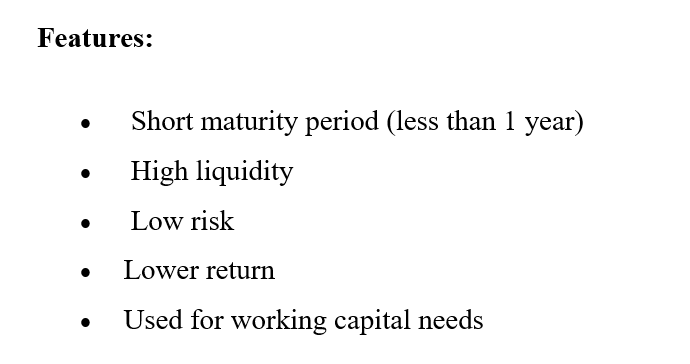 Features:
• Short maturity period (less than 1 year)
• High liquidity
• Low risk
• Lower return
• Used for working capital needs